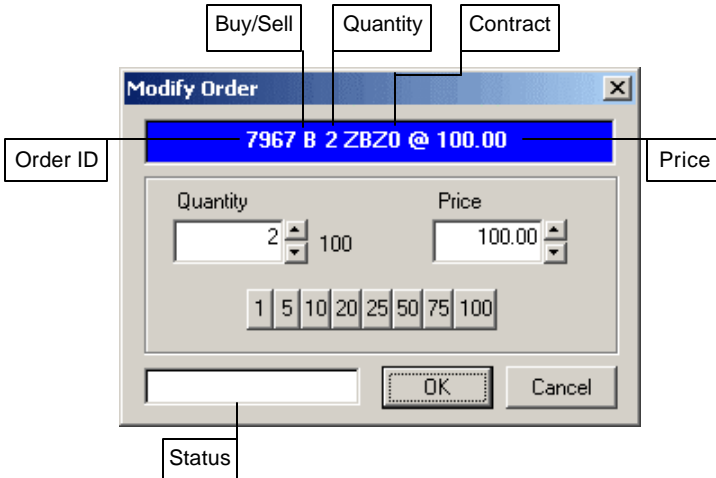 Buy/Sell Quantity Contract
Modify Order
Order ID
7967 B 2 ZBZ0 @ 100.00
Price
Quantity Price
2 100 100.00
1 5 10 20 25 50 75 100
OK Cancel
Status